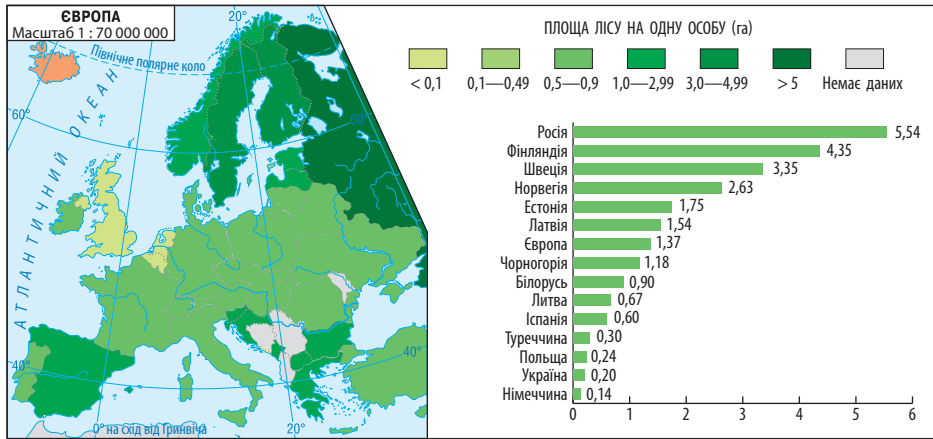 ЄВРОПА
Масштаб 1 : 70 000 000
20°
0°
20°
Північне полярне коло
60°
60°
АТЛАНТИЧНИЙ ОКЕАН
40°
40°
0° на схід від Гринвіча
20°
ПЛОЩА ЛІСУ НА ОДНУ ОСОБУ (га)
< 0,1 0,1—0,49 0,5—0,9 1,0—2,99 3,0—4,99 > 5 Немає даних
Росія 5,54
Фінляндія 4,35
Швеція 3,35
Норвегія 2,63
Естонія 1,75
Латвія 1,54
Європа 1,37
Чорногорія 1,18
Білорусь 0,90
Литва 0,67
Іспанія 0,60
Туреччина 0,30
Польща 0,24
Україна 0,20
Німеччина 0,14
0 1 2 3 4 5 6